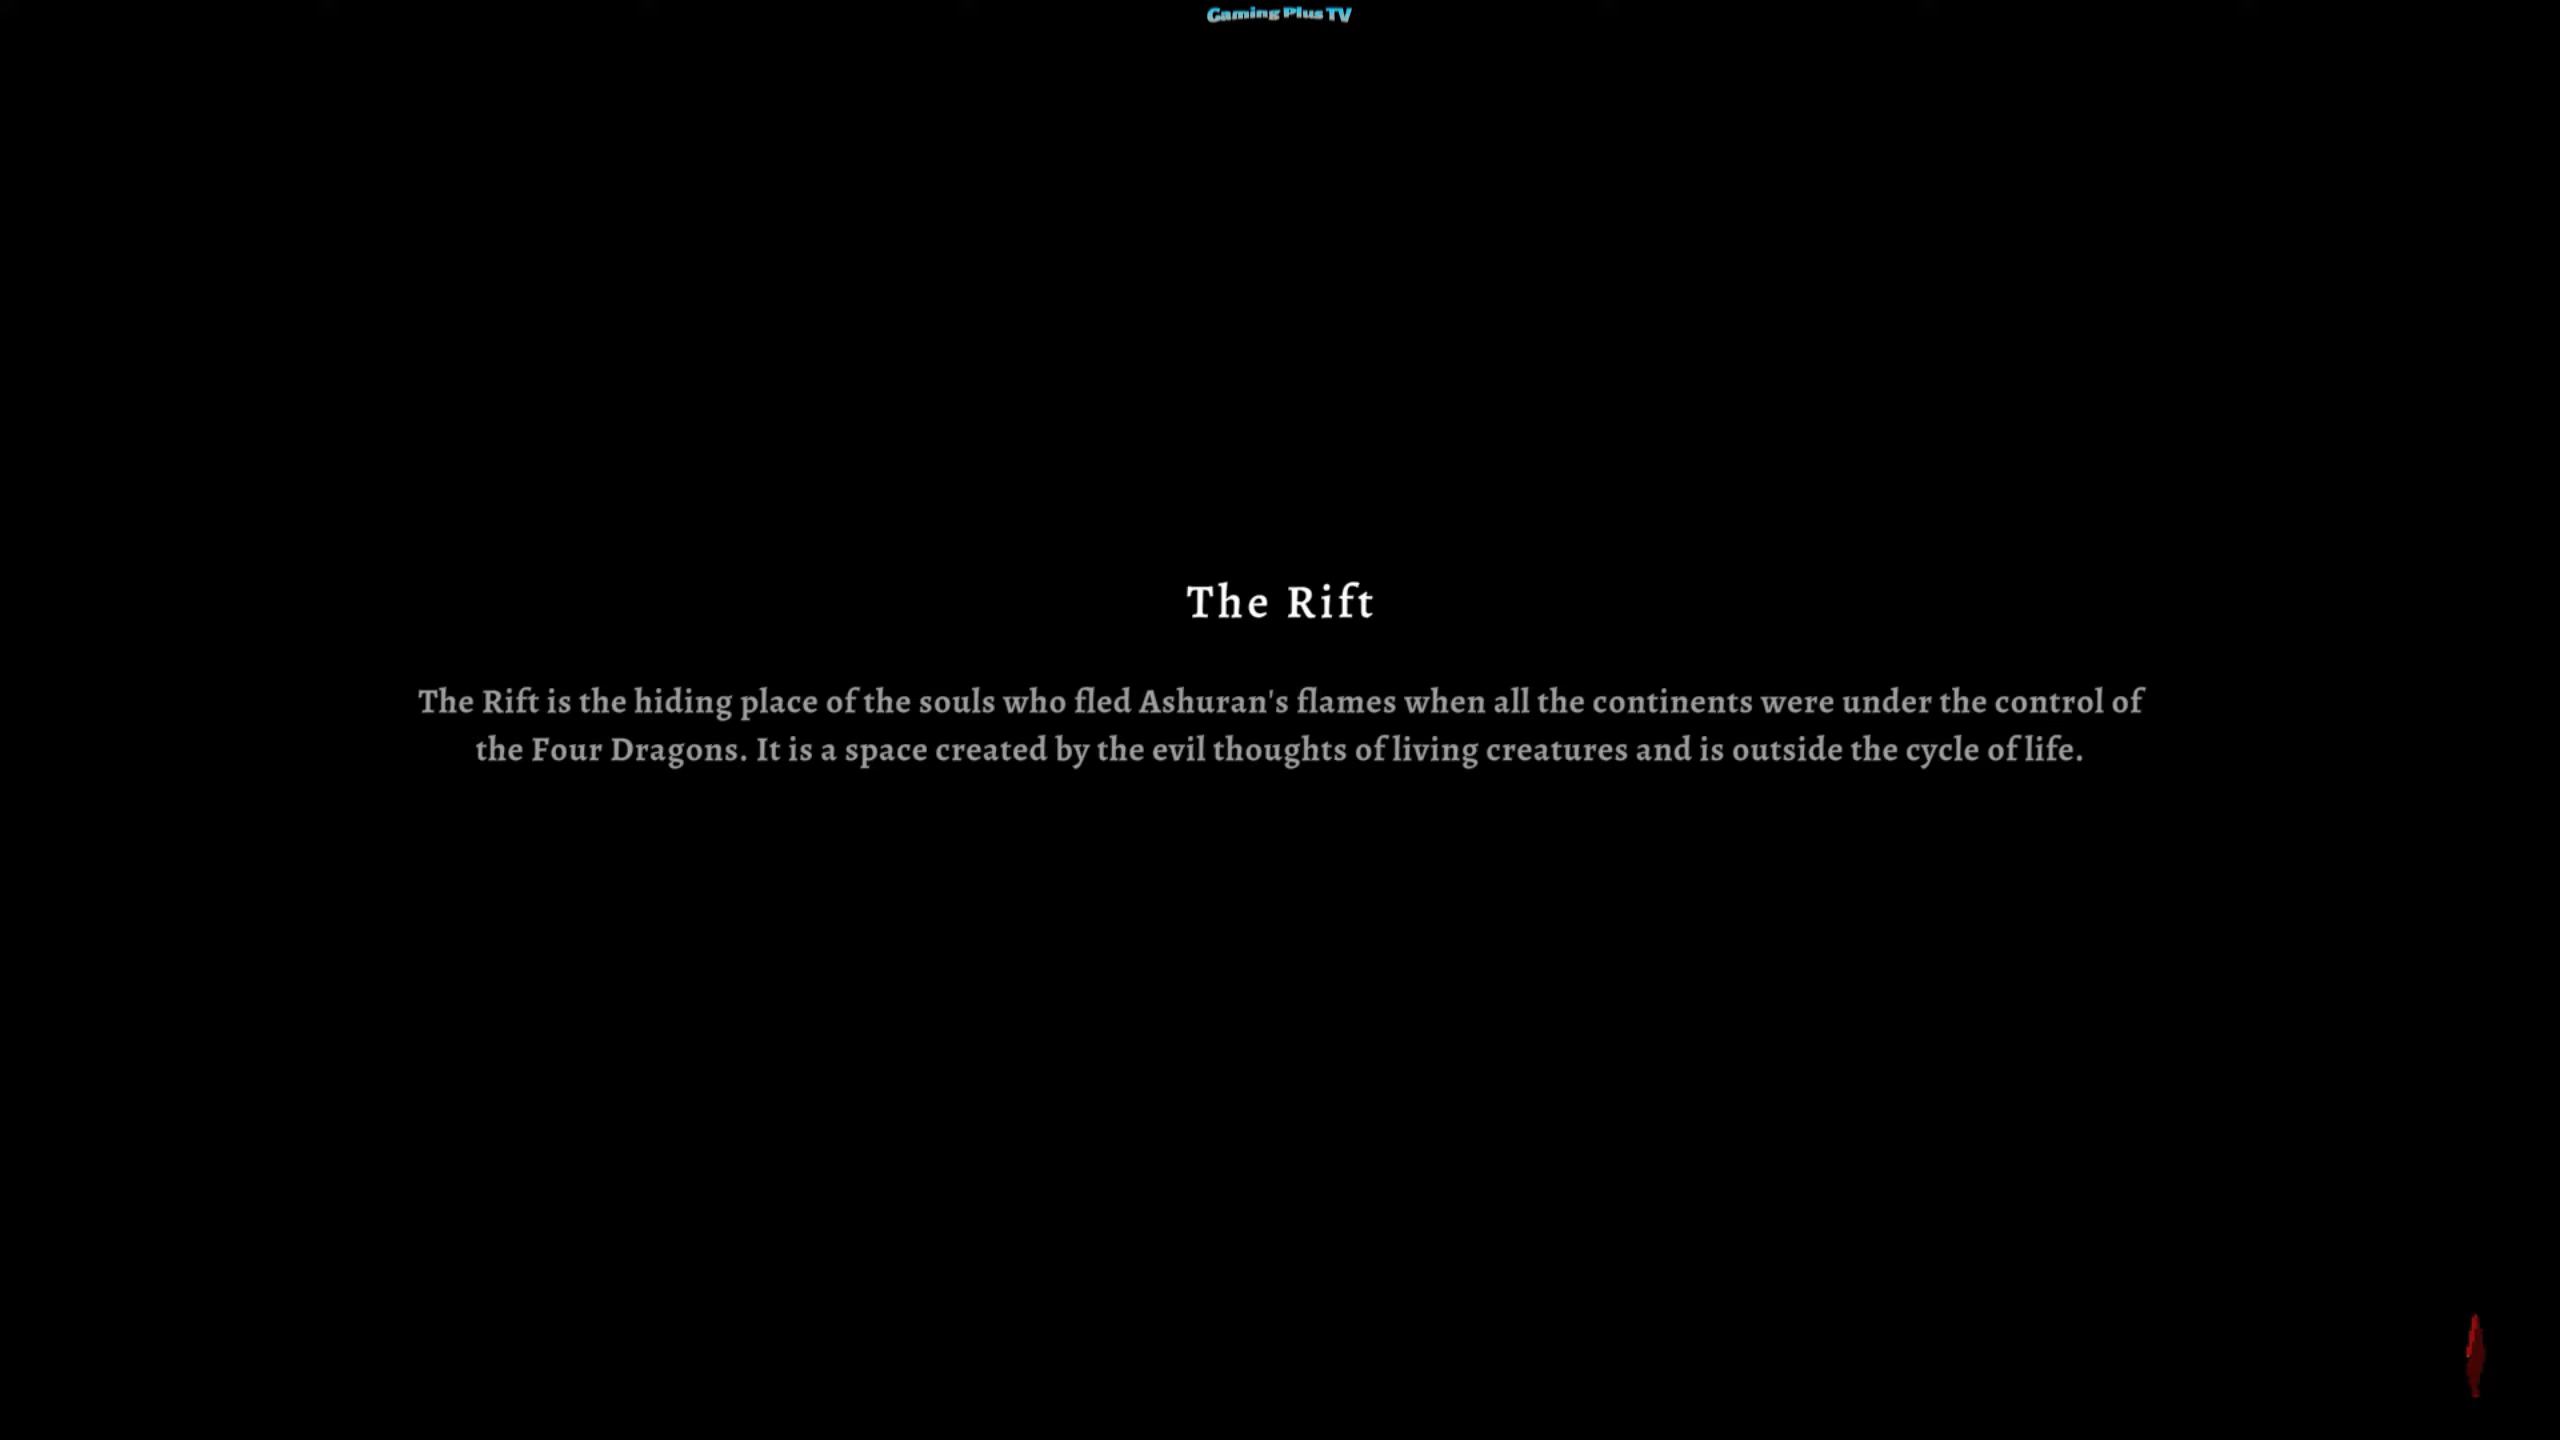 Gaming Plus TV
The Rift
The Rift is the hiding place of the souls who fled Ashuran's flames when all the continents were under the control of
the Four Dragons. It is a space created by the evil thoughts of living creatures and is outside the cycle of life.